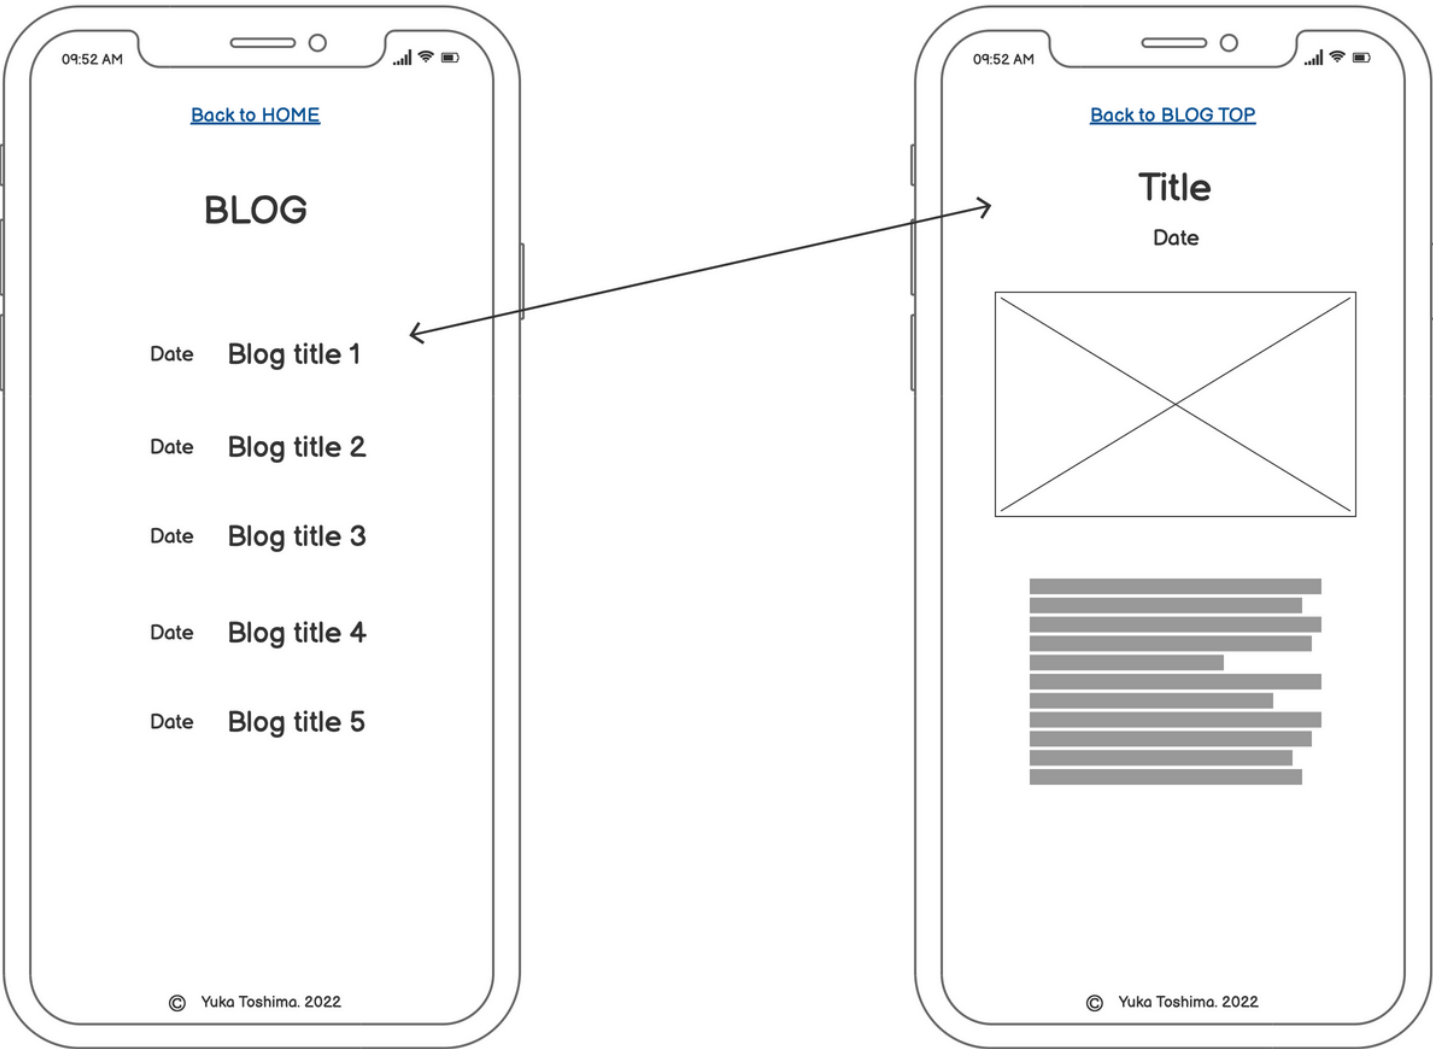 09:52 AM
Back to HOME
BLOG
Date Blog title 1
Date Blog title 2
Date Blog title 3
Date Blog title 4
Date Blog title 5
© Yuka Toshima. 2022
09:52 AM
Back to BLOG TOP
Title
Date
© Yuka Toshima. 2022